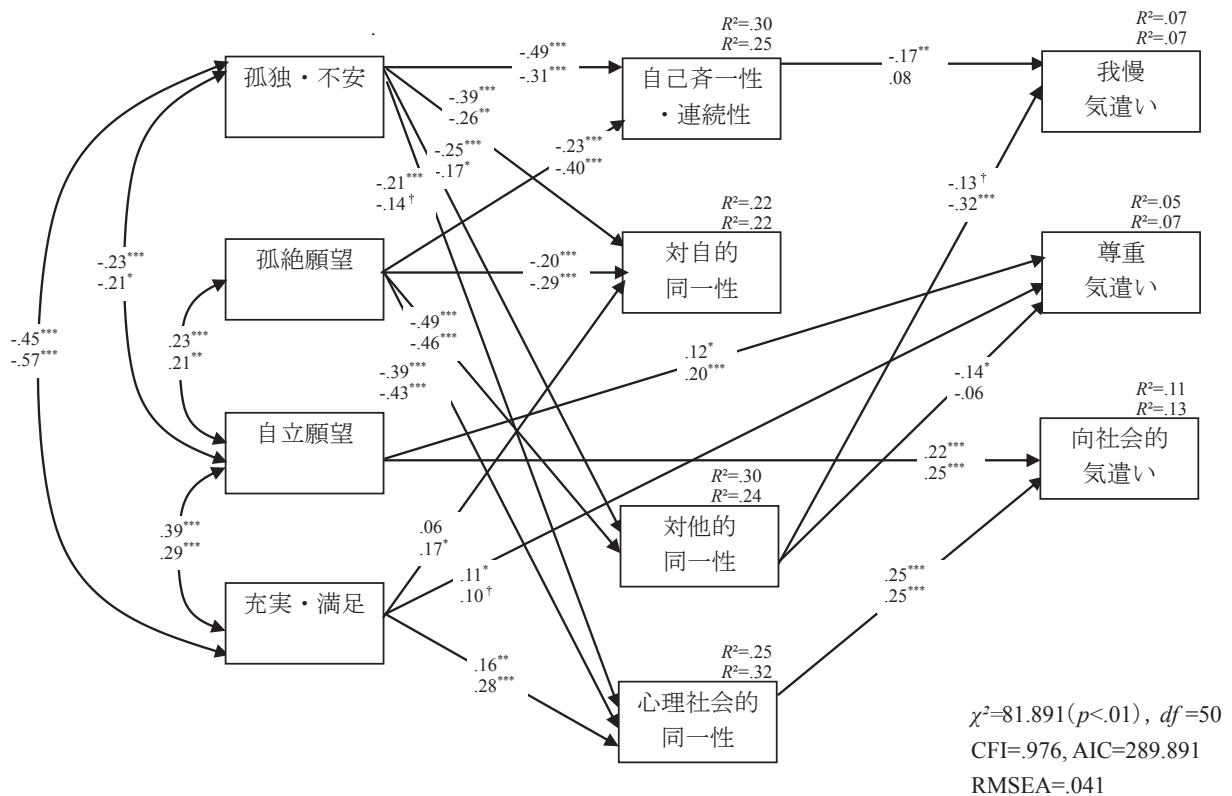 孤独・不安
孤絶願望
自立願望
充実・満足
R²=.30
R²=.25
自己斉一性
・連続性
R²=.22
R²=.22
対自的
同一性
R²=.30
R²=.24
対他的
同一性
R²=.25
R²=.32
心理社会的
同一性
R²=.07
R²=.07
我慢
気遣い
R²=.05
R²=.07
尊重
気遣い
R²=.11
R²=.13
向社会的
気遣い
-.49***
-.31***
-.39***
-.26**
-.25***
-.17*
-.21***
-.14†
-.23***
-.40***
-.20***
-.29***
-.49***
-.46***
-.39***
-.43***
-.23***
-.21*
-.45***
-.57***
.23***
.21**
.39***
.29***
.06
.17*
.11*
.10†
.16**
.28***
-.17**
.08
-.13†
-.32***
.12*
.20***
-.14*
-.06
.22***
.25***
.25***
.25***
χ²=81.891(p<.01), df=50
CFI=.976, AIC=289.891
RMSEA=.041